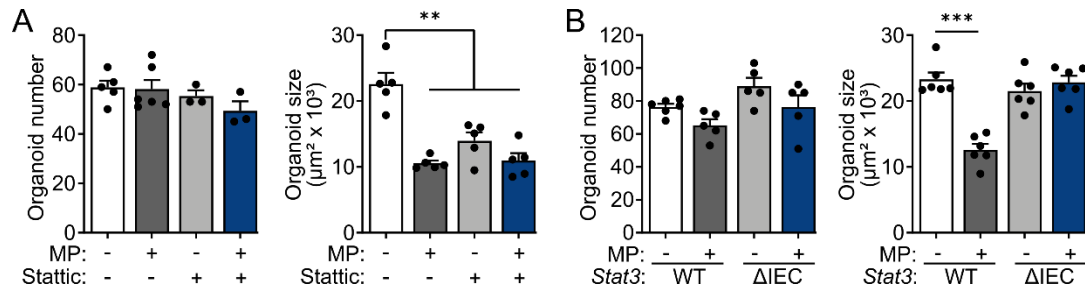 A
Organoid number
80
60
40
20
0
MP: - + - +
Stattic: - - + +
**
Organoid size
(µm² x 10³)
30
20
10
0
MP: - + - +
Stattic: - - + +
B
Organoid number
120
100
80
60
40
20
0
MP: - + - +
Stat3: WT ΔIEC
***
Organoid size
(µm² x 10³)
30
20
10
0
MP: - + - +
Stat3: WT ΔIEC